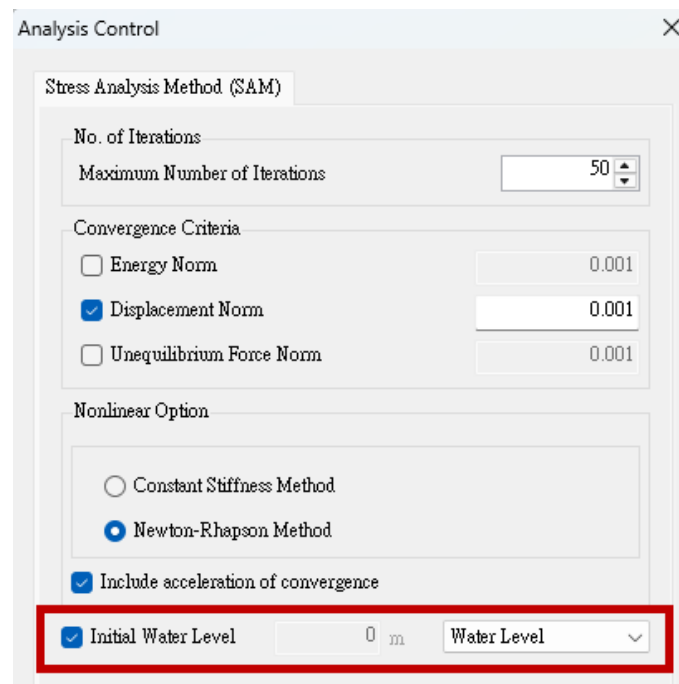 Analysis Control
Stress Analysis Method (SAM)
No. of Iterations
Maximum Number of Iterations 50
Convergence Criteria
Energy Norm 0.001
Displacement Norm 0.001
Unequilibrium Force Norm 0.001
Nonlinear Option
Constant Stiffness Method
Newton-Rhapson Method
Include acceleration of convergence
Initial Water Level 0 m Water Level